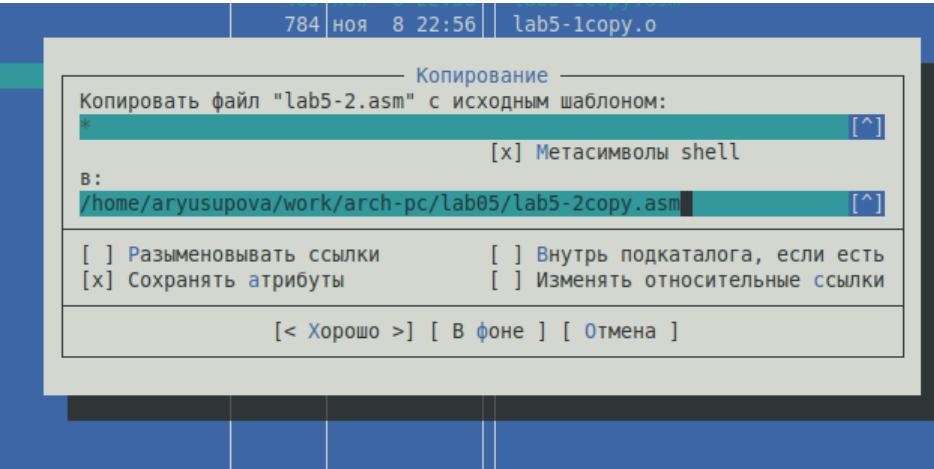 784 ноя 8 22:56 lab5-1copy.o
Копирование
Копировать файл "lab5-2.asm" с исходным шаблоном:
* [^]
[x] Метасимволы shell
в:
/home/aryusupova/work/arch-pc/lab05/lab5-2copy.asm [^]
[ ] Разыменовывать ссылки [ ] Внутрь подкаталога, если есть
[x] Сохранять атрибуты [ ] Изменять относительные ссылки
[< Хорошо >] [ В фоне ] [ Отмена ]